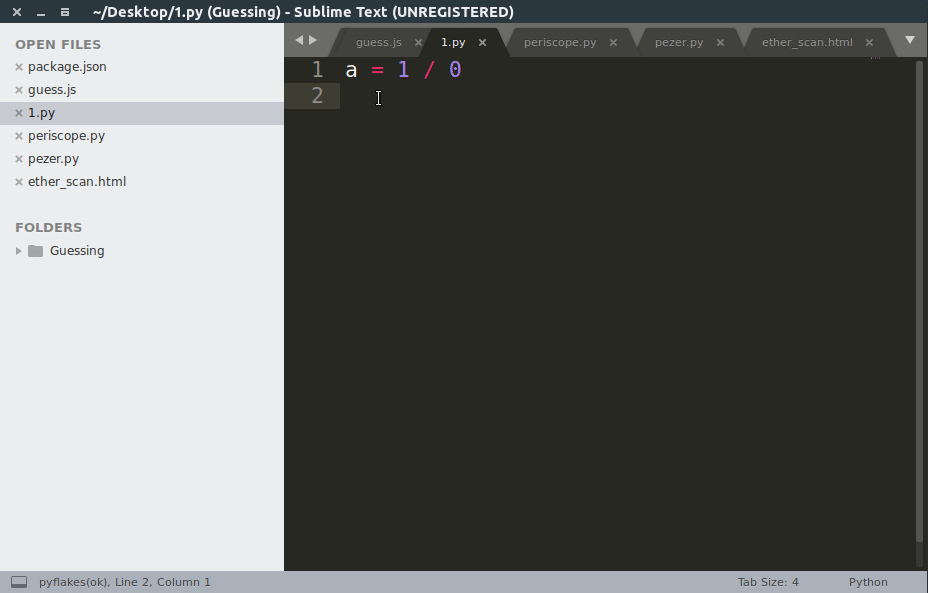 ~/Desktop/1.py (Guessing) - Sublime Text (UNREGISTERED)
OPEN FILES
package.json
guess.js
1.py
periscope.py
pezer.py
ether_scan.html
FOLDERS
Guessing
guess.js 1.py periscope.py pezer.py ether_scan.html
1 a = 1 / 0
2
pyflakes(ok), Line 2, Column 1 Tab Size: 4 Python